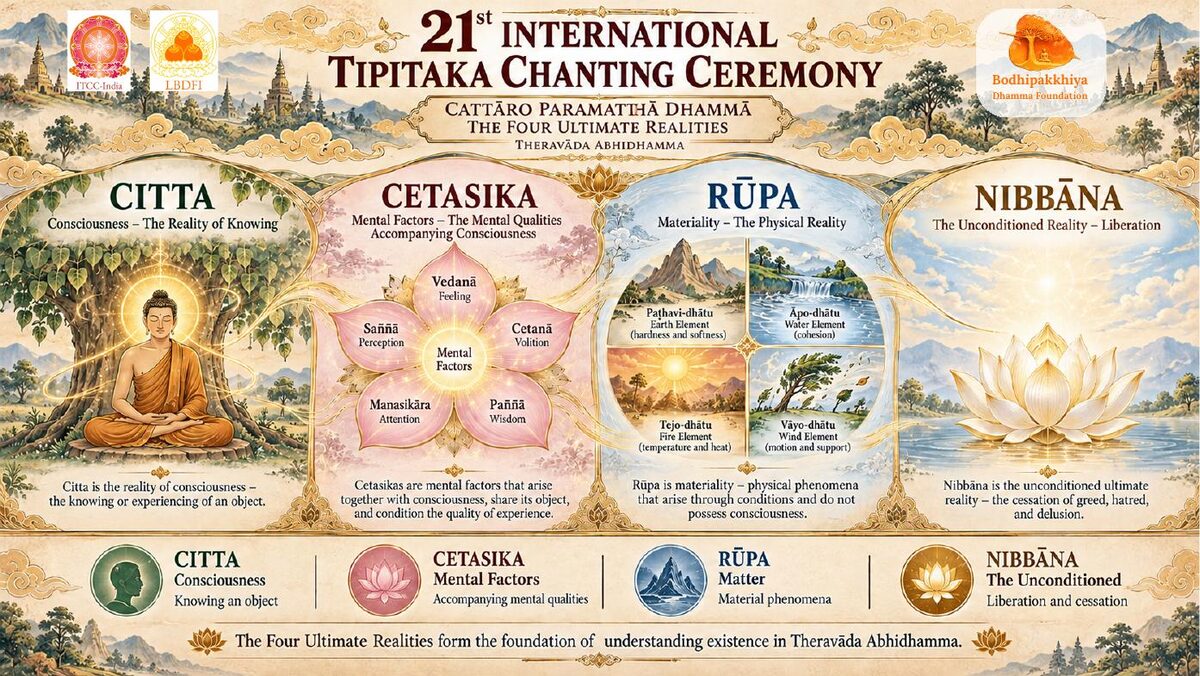 21st INTERNATIONAL
TIPITAKA CHANTING CEREMONY
CATTĀRO PARAMATTHĀ DHAMMĀ
THE FOUR ULTIMATE REALITIES
THERAVĀDA ABHIDHAMMA
ITCC-India
LBDFI
Bodhipakkhiya
Dhamma Foundation
CITTA
Consciousness – The Reality of Knowing
Citta is the reality of consciousness –
the knowing or experiencing of an object.
CETASIKA
Mental Factors – The Mental Qualities
Accompanying Consciousness
Vedanā
Feeling
Saññā
Perception
Cetanā
Volition
Mental
Factors
Manasikāra
Attention
Paññā
Wisdom
Cetasikas are mental factors that arise
together with consciousness, share its object,
and condition the quality of experience.
RŪPA
Materiality – The Physical Reality
Paṭhavi-dhātu
Earth Element
(hardness and softness)
Āpo-dhātu
Water Element
(cohesion)
Tejo-dhātu
Fire Element
(temperature and heat)
Vāyo-dhātu
Wind Element
(motion and support)
Rūpa is materiality – physical phenomena
that arise through conditions and do not
possess consciousness.
NIBBĀNA
The Unconditioned Reality – Liberation
Nibbāna is the unconditioned ultimate
reality – the cessation of greed, hatred,
and delusion.
CITTA
Consciousness
Knowing an object
CETASIKA
Mental Factors
Accompanying mental qualities
RŪPA
Matter
Material phenomena
NIBBĀNA
The Unconditioned
Liberation and cessation
The Four Ultimate Realities form the foundation of understanding existence in Theravāda Abhidhamma.